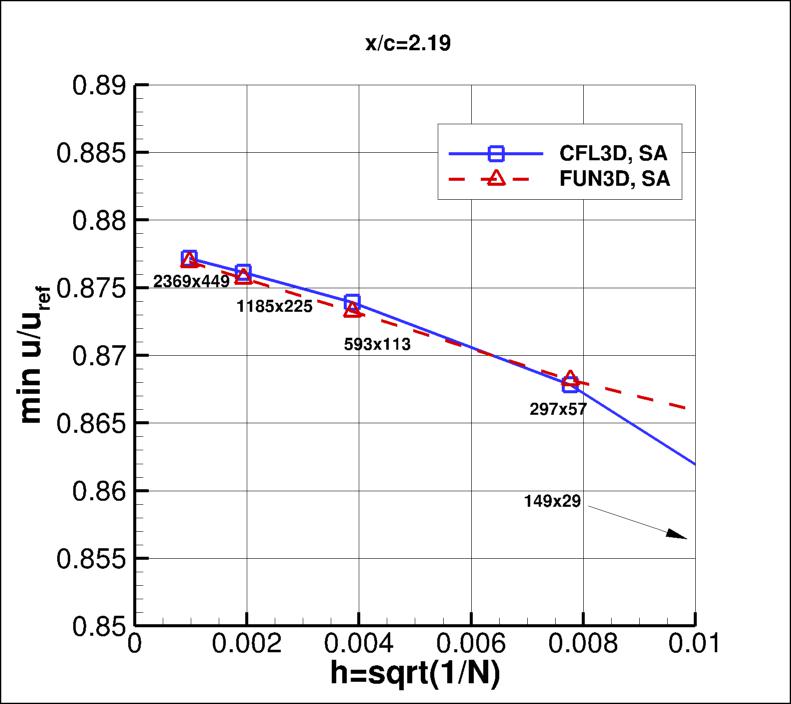 x/c=2.19
0.89
0.885
0.88
0.875
0.87
0.865
0.86
0.855
0.85
min u/uref
CFL3D, SA
FUN3D, SA
2369x449
1185x225
593x113
297x57
149x29
0 0.002 0.004 0.006 0.008 0.01
h=sqrt(1/N)